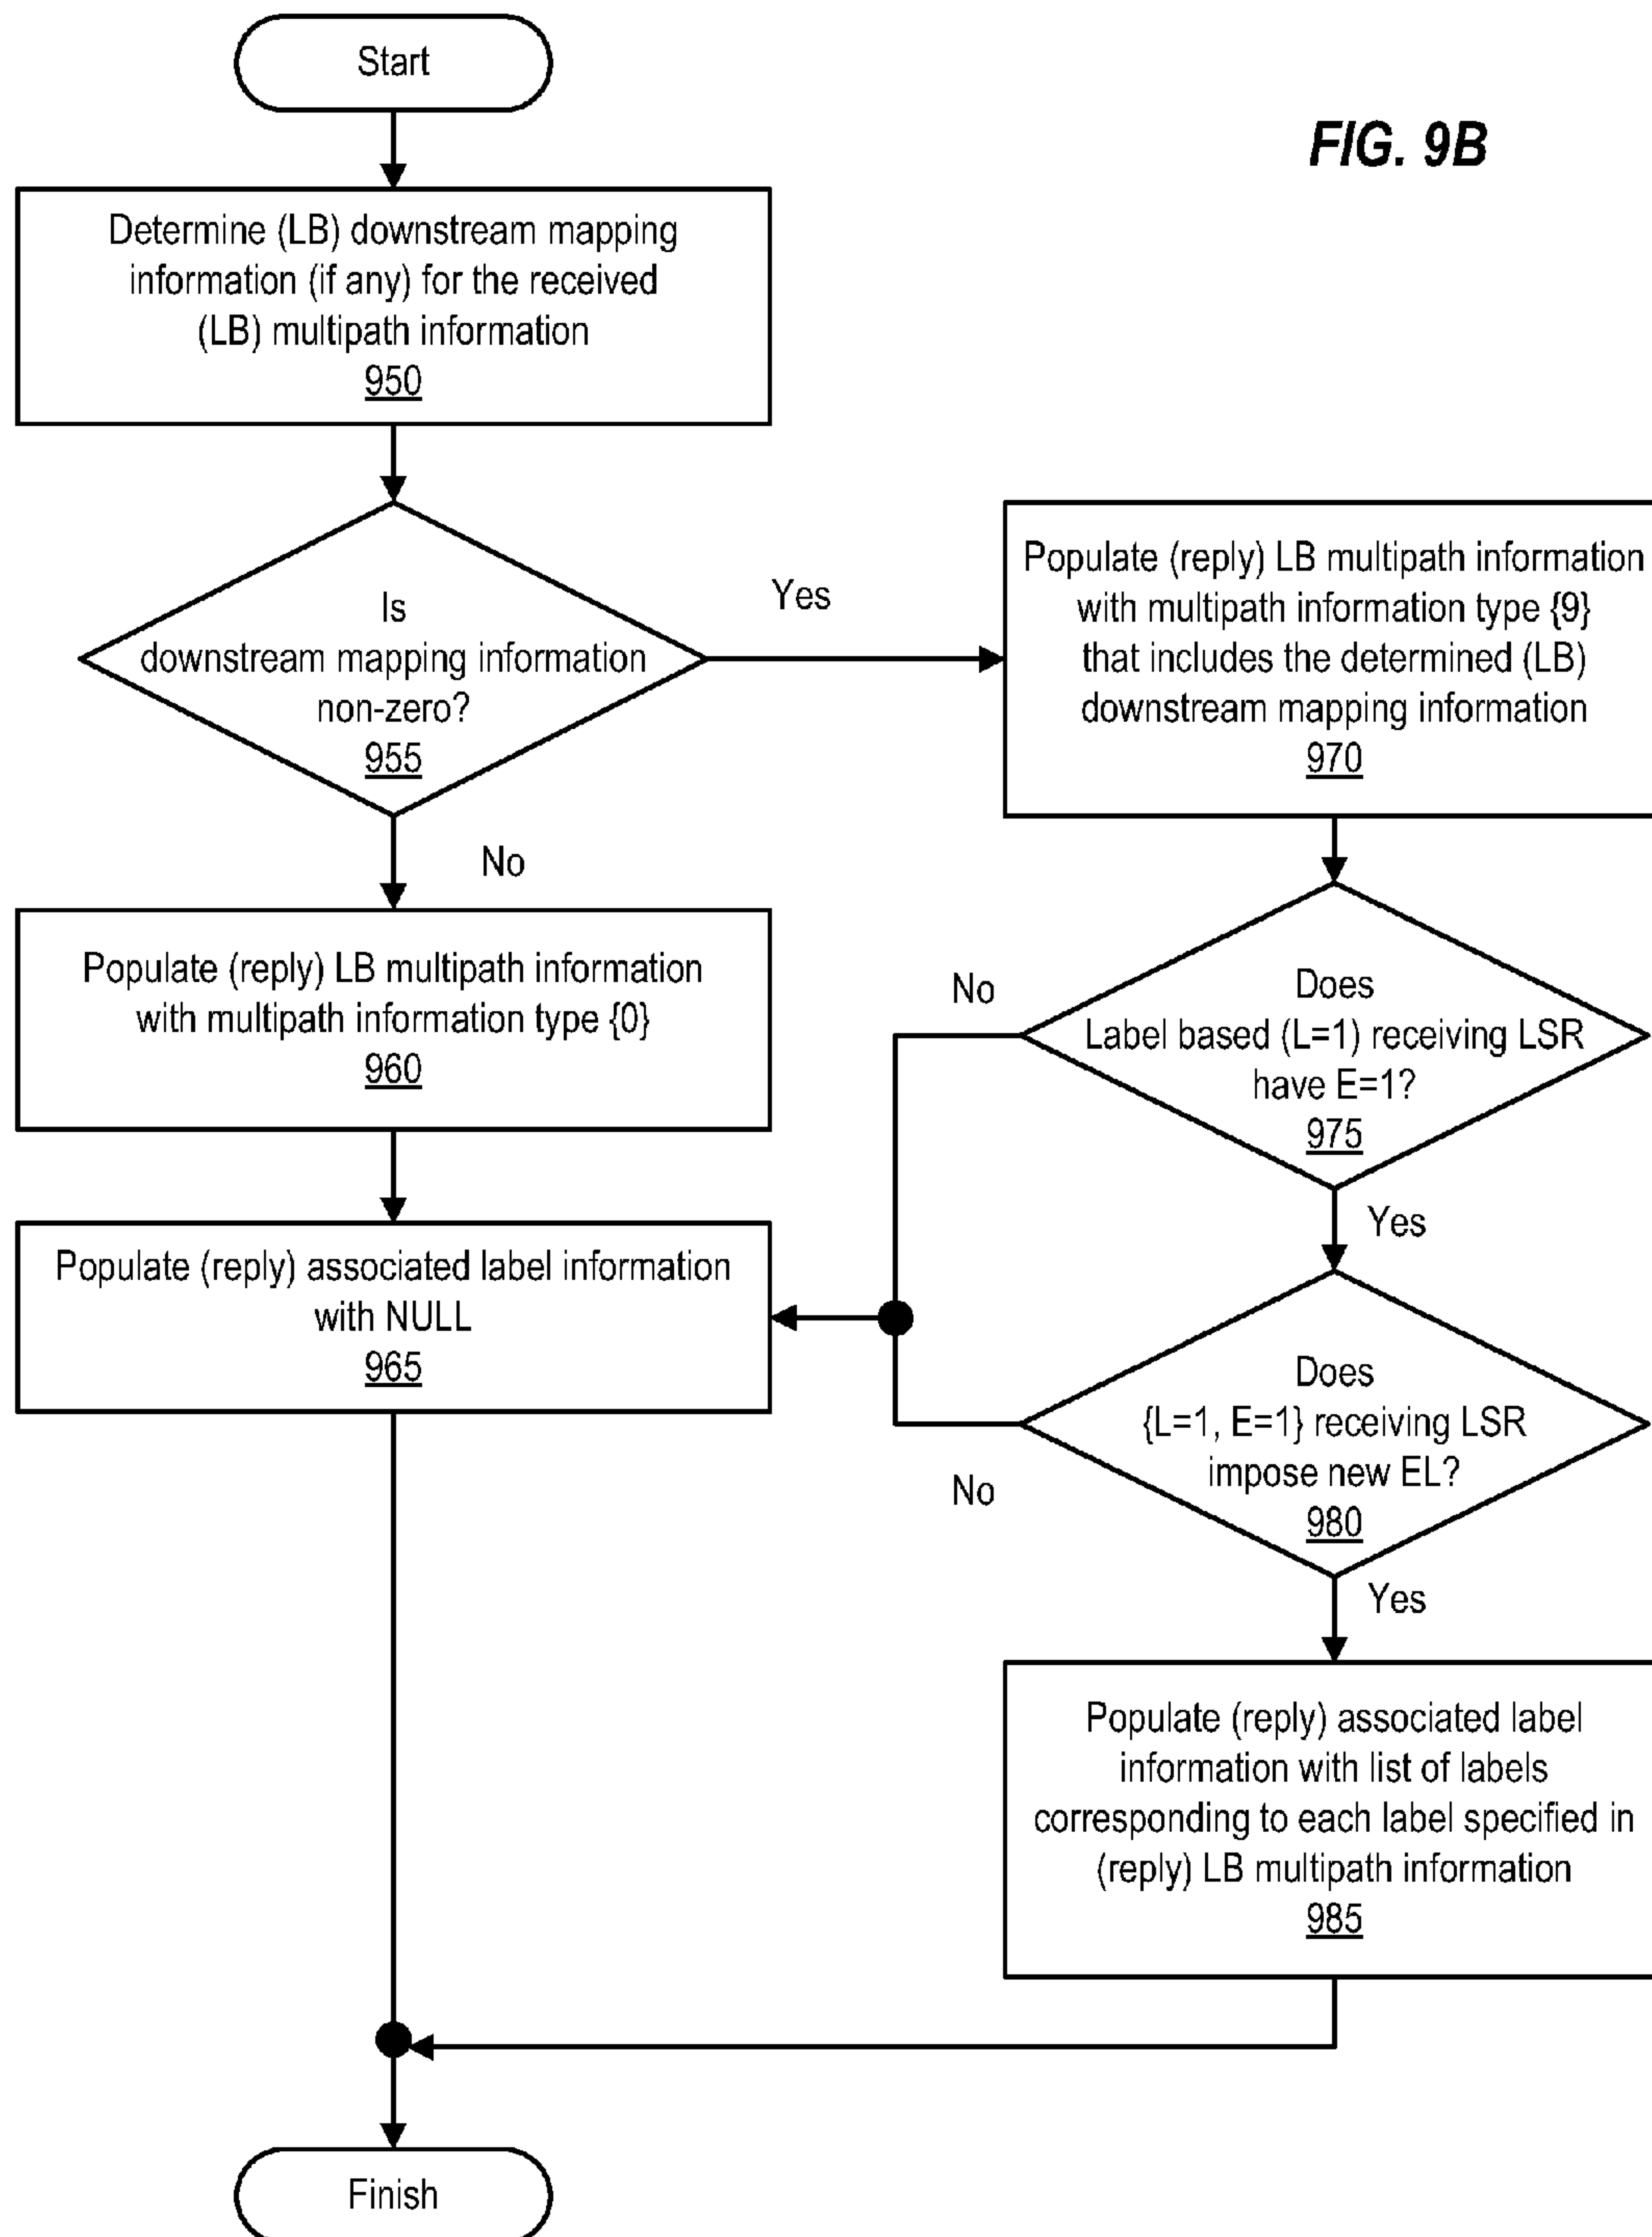 Start
FIG. 9B
Determine (LB) downstream mapping
information (if any) for the received
(LB) multipath information
950
Is
downstream mapping information
non-zero?
955
Yes
No
Populate (reply) LB multipath information
with multipath information type {9}
that includes the determined (LB)
downstream mapping information
970
Populate (reply) LB multipath information
with multipath information type {0}
960
No
Does
Label based (L=1) receiving LSR
have E=1?
975
Yes
Populate (reply) associated label information
with NULL
965
Does
{L=1, E=1} receiving LSR
impose new EL?
980
No
Yes
Populate (reply) associated label
information with list of labels
corresponding to each label specified in
(reply) LB multipath information
985
Finish